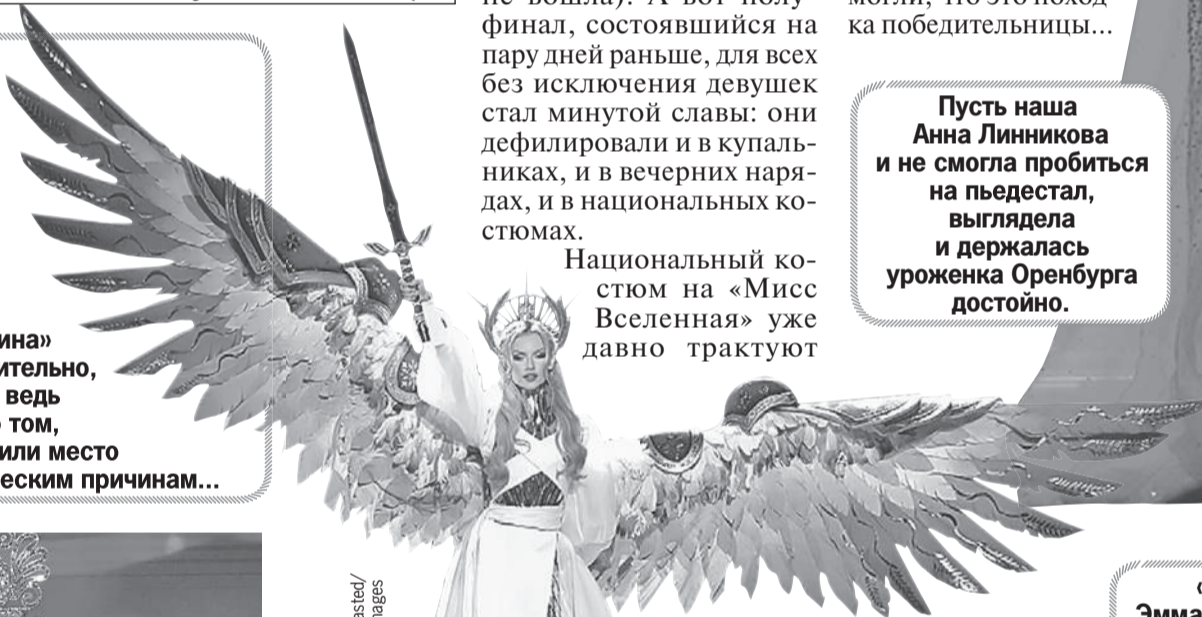 не вошла). А вот полу-
финал, состоявшийся на
пару дней раньше, для всех
без исключения девушек
стал минутой славы: они
дефилировали и в купаль-
никах, и в вечерних наря-
дах, и в национальных ко-
стюмах.
Национальный ко-
стюм на «Мисс
Вселенная» уже
давно трактуют
могли, что это поход-
ка победительницы...
Пусть наша
Анна Линникова
и не смогла пробиться
на пьедестал,
выглядела
и держалась
уроженка Оренбурга
достойно.
ина»
ительно,
ведь
том,
или место
еским причинам...
asted/
nages
Эмма